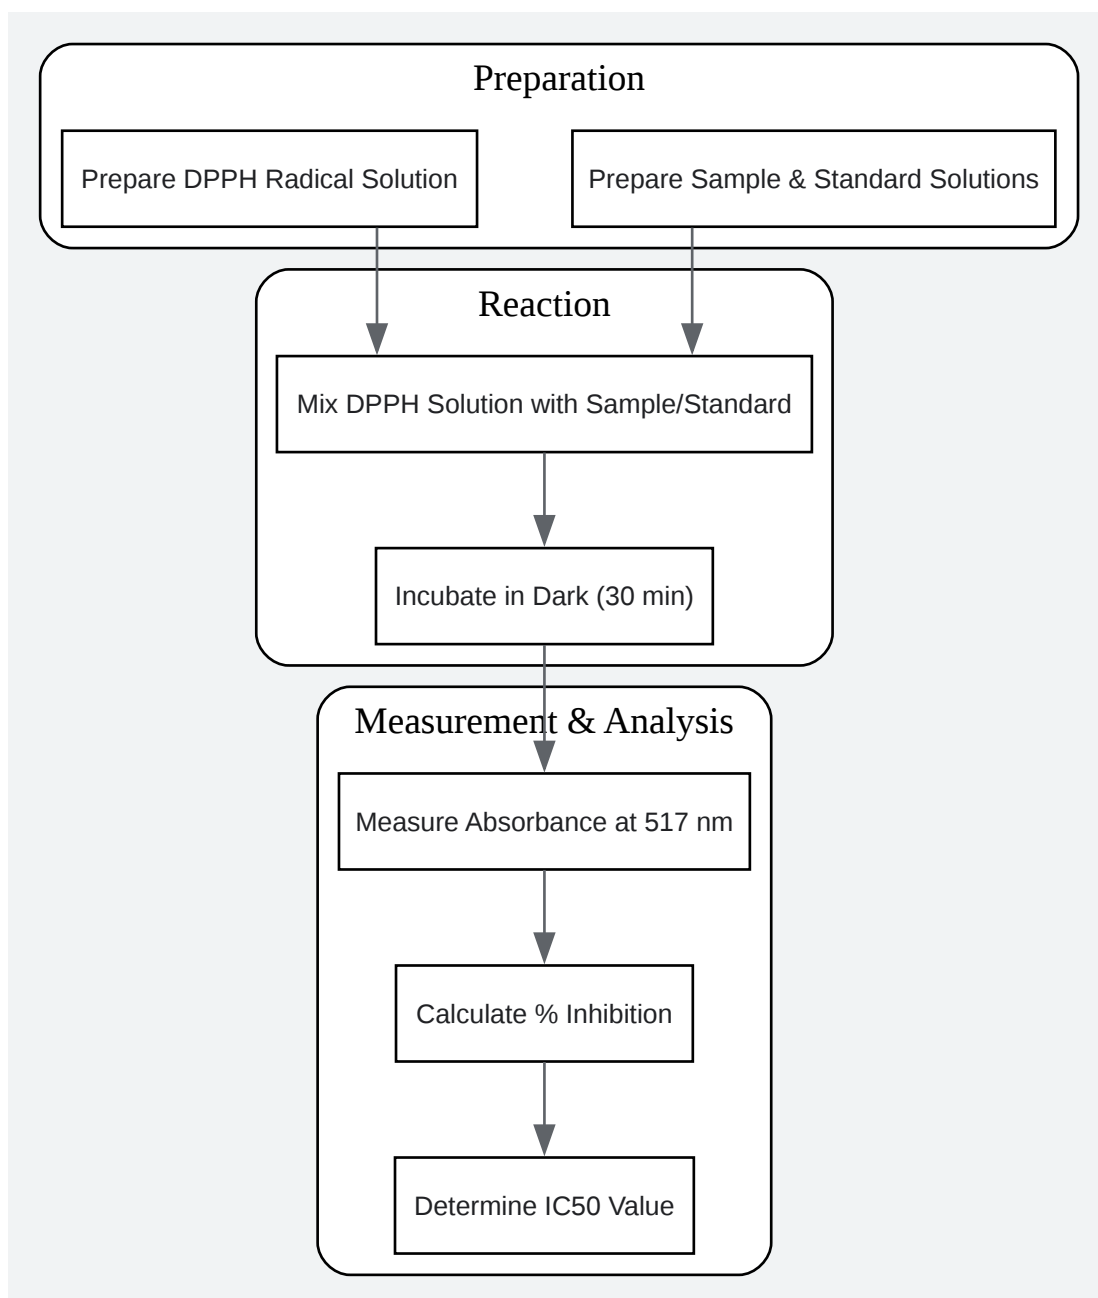 Preparation
Prepare DPPH Radical Solution
Prepare Sample & Standard Solutions
Reaction
Mix DPPH Solution with Sample/Standard
Incubate in Dark (30 min)
Measurement & Analysis
Measure Absorbance at 517 nm
Calculate % Inhibition
Determine IC50 Value